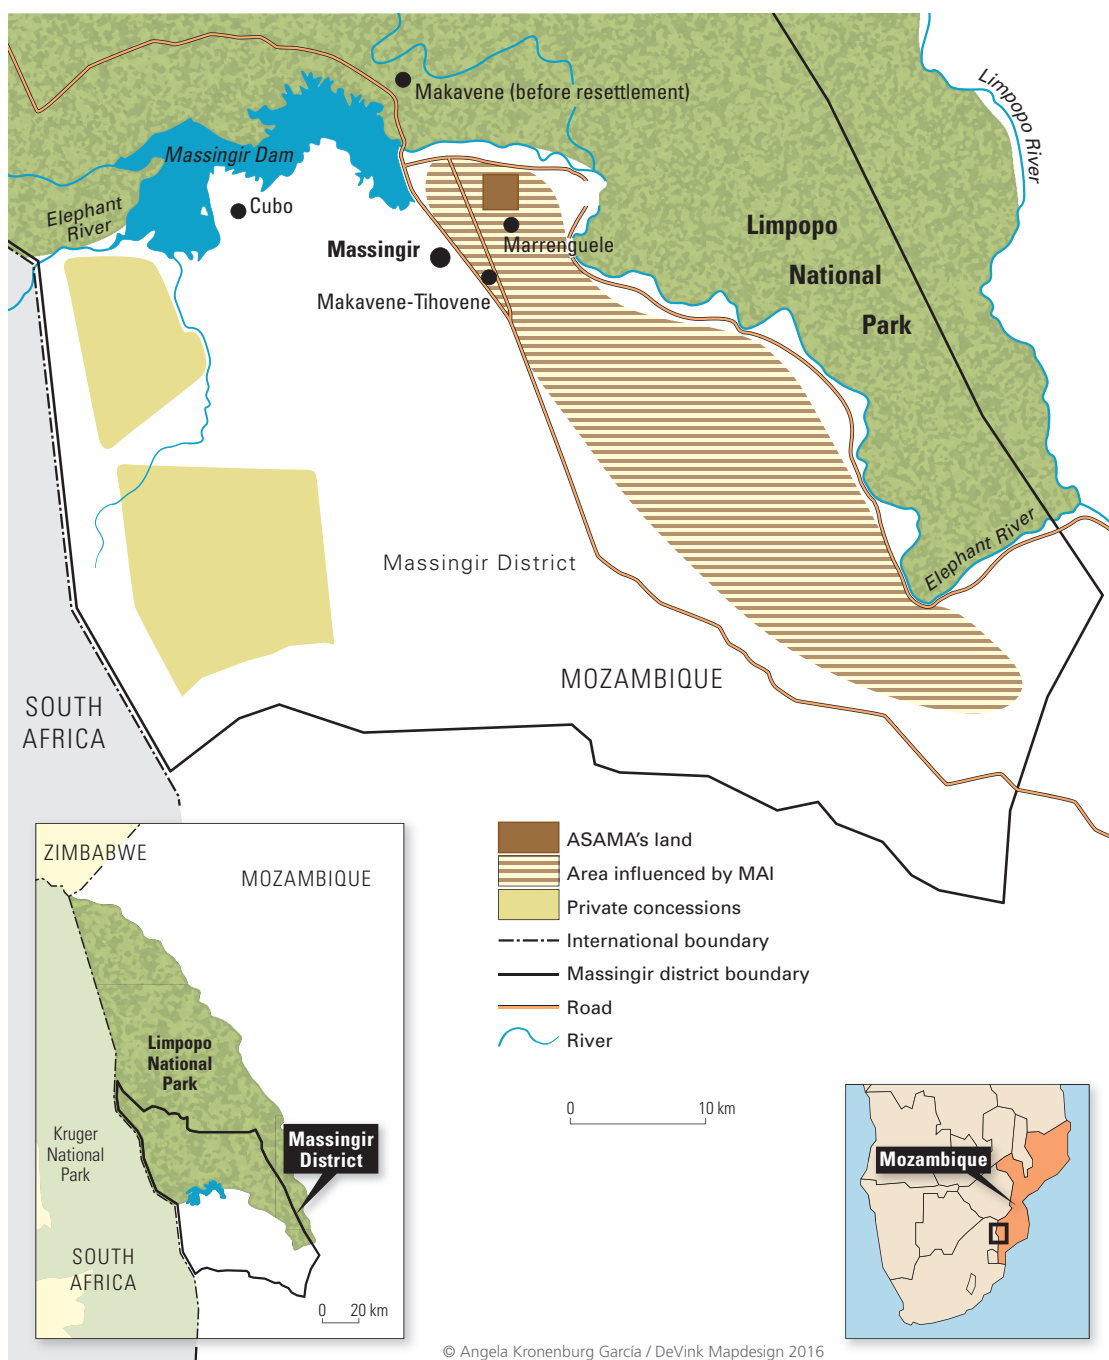 Makavene (before resettlement)
Limpopo River
Massingir Dam
Elephant
River
Cubo
Massingir
Marrenguele
Makavene-Tihovene
Limpopo
National
Park
Elephant River
Massingir District
MOZAMBIQUE
SOUTH
AFRICA
ASAMA's land
Area influenced by MAI
Private concessions
International boundary
Massingir district boundary
Road
River
0 10 km
ZIMBABWE
MOZAMBIQUE
Limpopo
National
Park
Kruger
National
Park
Massingir
District
SOUTH
AFRICA
0 20 km
Mozambique
© Angela Kronenburg García / DeVink Mapdesign 2016